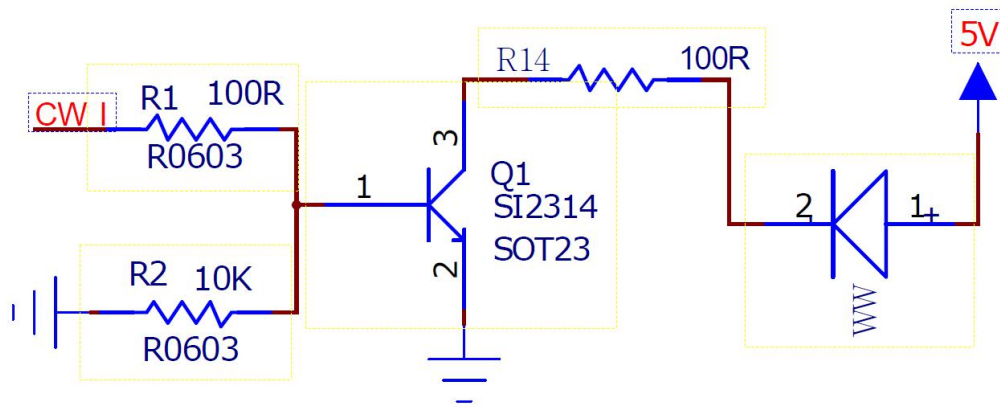 5V
R14
100R
CW I
R1
100R
R0603
3
1
Q1
SI2314
SOT23
2
2
1
+
WW
R2
10K
R0603